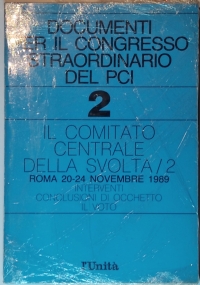 DOCUMENTI
PER IL CONGRESSO
STRAORDINARIO
DEL PCI
2
IL COMITATO
CENTRALE
DELLA SVOLTA/2
ROMA 20-24 NOVEMBRE 1989
INTERVENTI
CONCLUSIONI DI OCCHETTO
IL VOTO
l'Unità